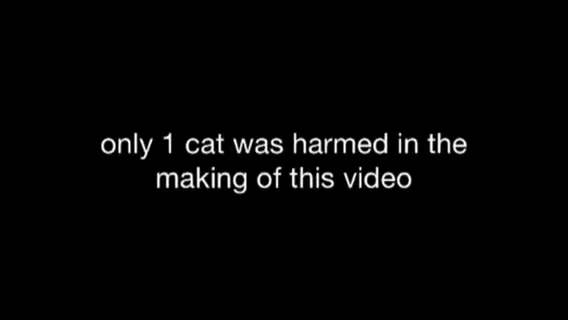 only 1 cat was harmed in the
making of this video